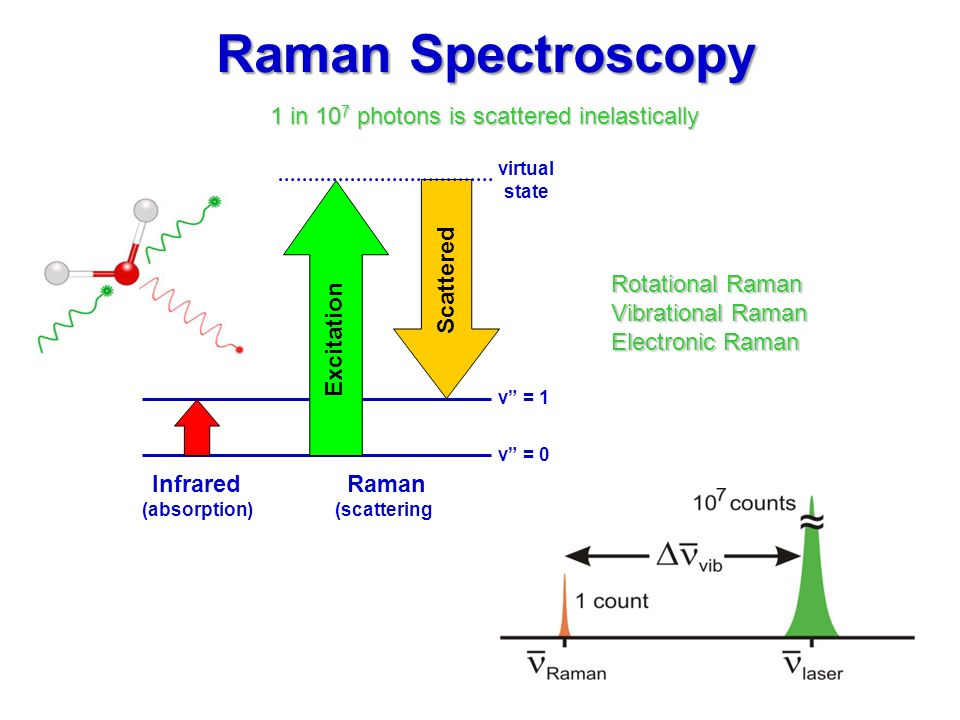 Raman Spectroscopy
1 in 10⁷ photons is scattered inelastically
virtual
state
Excitation
Scattered
Rotational Raman
Vibrational Raman
Electronic Raman
v” = 1
v” = 0
Infrared
(absorption)
Raman
(scattering
10⁷ counts
≈
Δν̅vib
1 count
ν̅Raman
ν̅laser